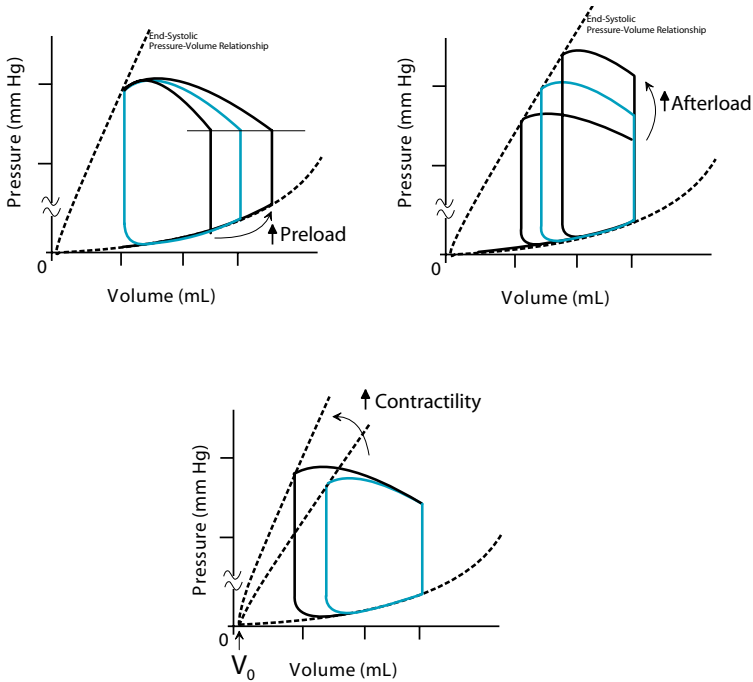 End-Systolic
Pressure-Volume Relationship
Pressure (mm Hg)
Preload
0
Volume (mL)
End-Systolic
Pressure-Volume Relationship
Pressure (mm Hg)
Afterload
0
Volume (mL)
Contractility
Pressure (mm Hg)
0
V₀
Volume (mL)